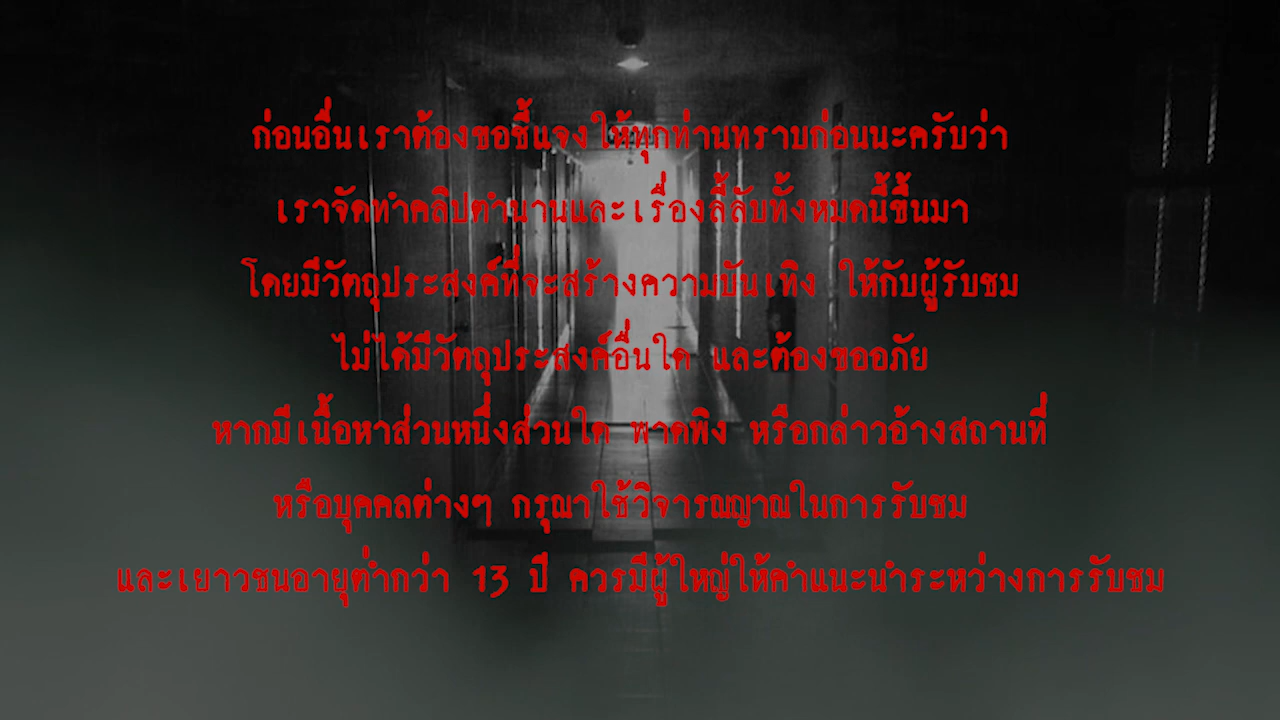 ก่อนอื่นเราต้องขอชี้แจงให้ทุกท่านทราบก่อนนะครับว่า
เราจัดทำคลิปตำนานและเรื่องลี้ลับทั้งหมดนี้ขึ้นมา
โดยมีวัตถุประสงค์ที่จะสร้างความบันเทิง ให้กับผู้รับชม
ไม่ได้มีวัตถุประสงค์อื่นใด และต้องขออภัย
หากมีเนื้อหาส่วนหนึ่งส่วนใด พาดพิง หรือกล่าวอ้างสถานที่
หรือบุคคลต่างๆ กรุณาใช้วิจารณญาณในการรับชม
และเยาวชนอายุต่ำกว่า 13 ปี ควรมีผู้ใหญ่ให้คำแนะนำระหว่างการรับชม